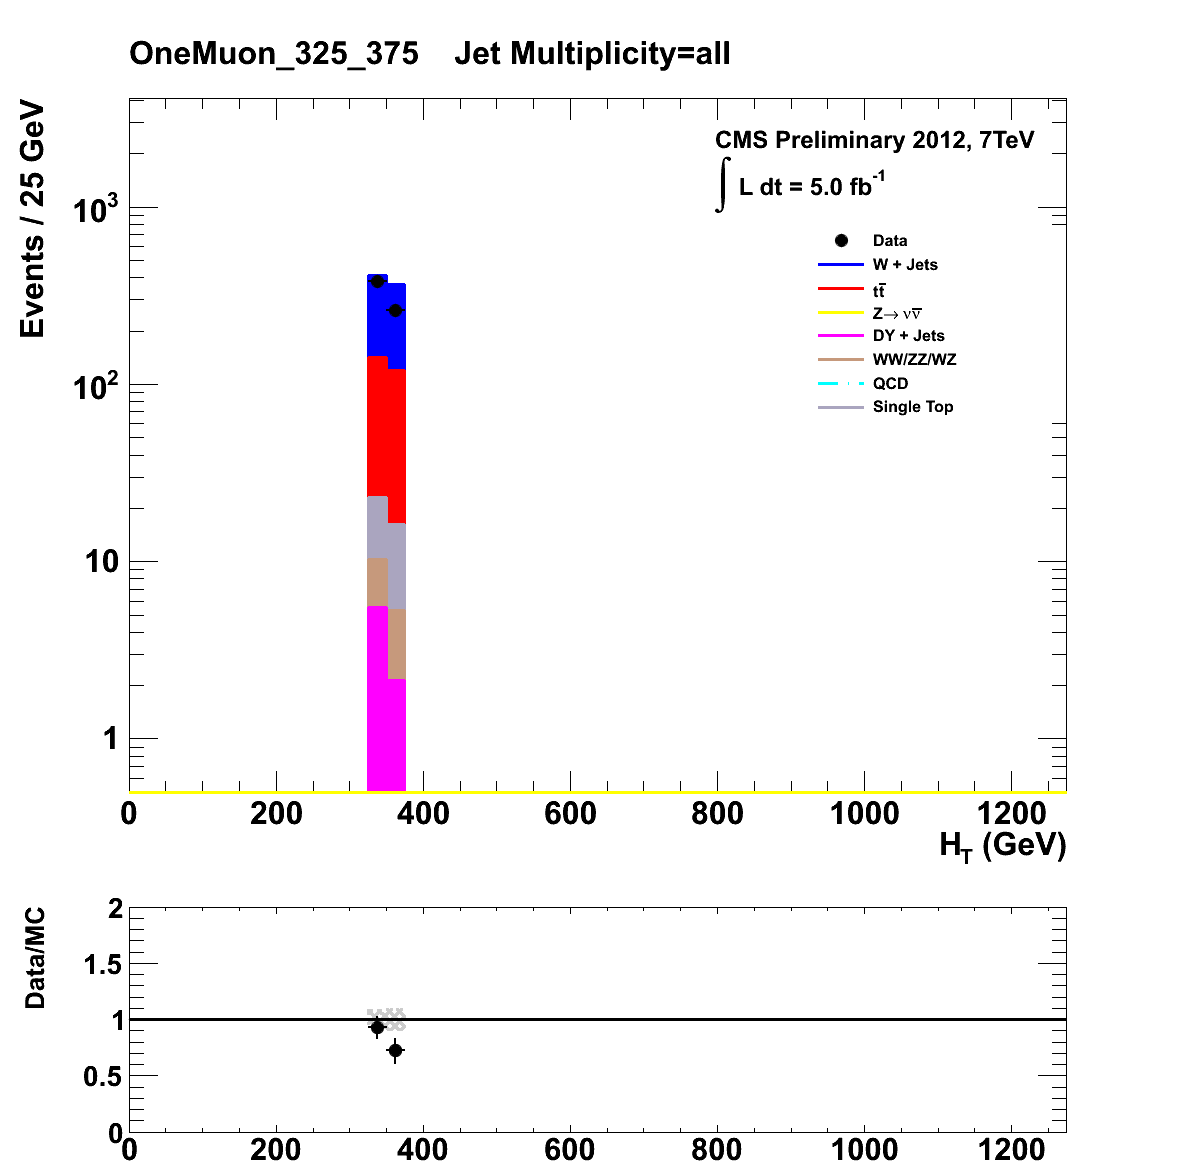 OneMuon_325_375 Jet Multiplicity=all
Events / 25 GeV
CMS Preliminary 2012, 7TeV
∫ L dt = 5.0 fb⁻¹
Data
W + Jets
tt̅
Z→ νν̅
DY + Jets
WW/ZZ/WZ
QCD
Single Top
10³
10²
10
1
0 200 400 600 800 1000 1200
H_T (GeV)
Data/MC
2
1.5
1
0.5
0
0 200 400 600 800 1000 1200